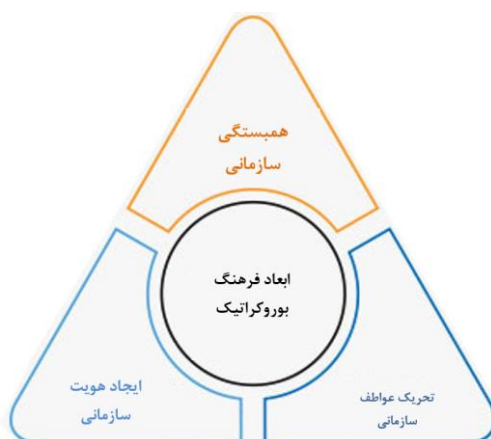 همبستگی
سازمانی
ابعاد فرهنگ
بوروکراتیک
ایجاد هویت
سازمانی
تحریک عواطف
سازمانی